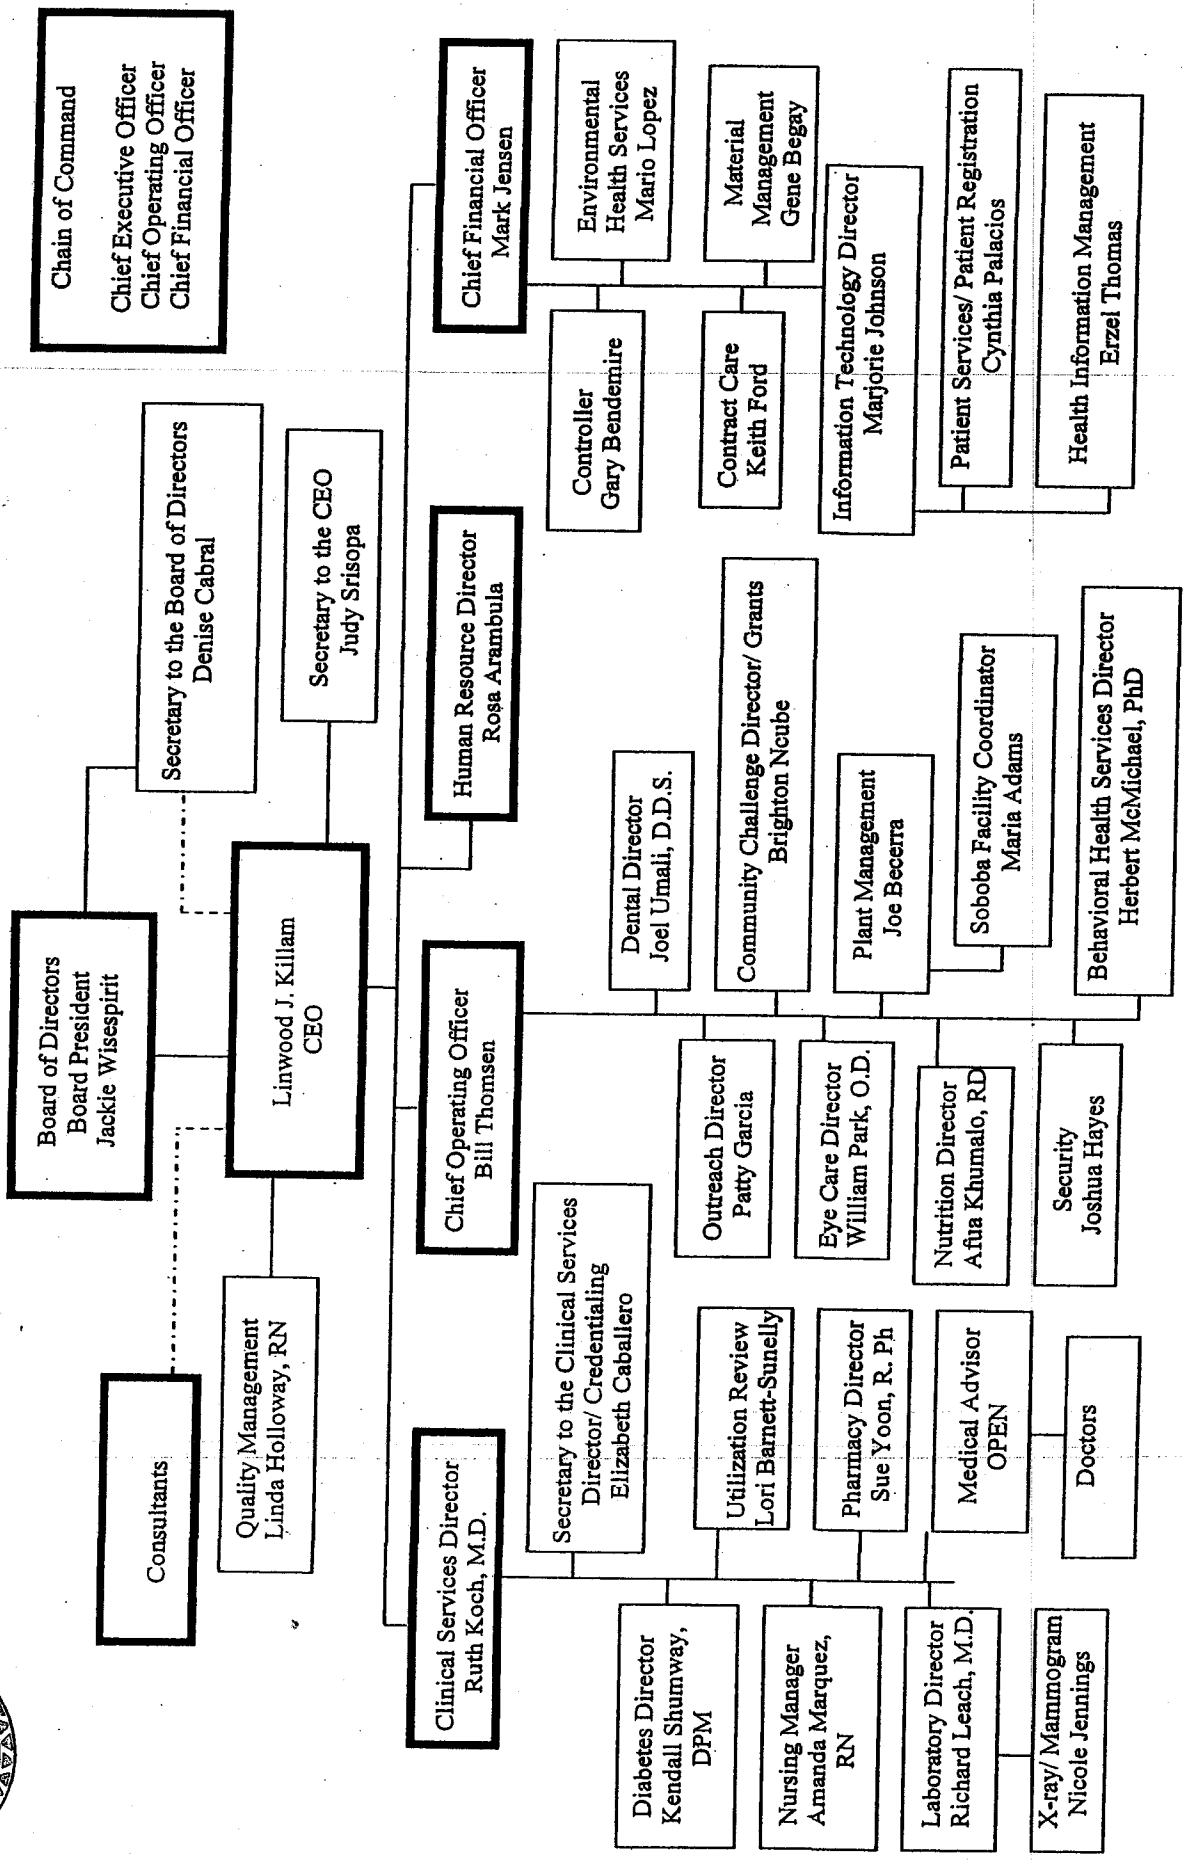 Chain of Command
Chief Executive Officer
Chief Operating Officer
Chief Financial Officer
Board of Directors
Board President
Jackie Wisespirit
Secretary to the Board of Directors
Denise Cabral
Consultants
Linwood J. Killam
CEO
Quality Management
Linda Holloway, RN
Secretary to the CEO
Judy Srisopa
Clinical Services Director
Ruth Koch, M.D.
Chief Operating Officer
Bill Thomsen
Human Resource Director
Rosa Arambula
Chief Financial Officer
Mark Jensen
Secretary to the Clinical Services
Director/ Credentialing
Elizabeth Caballero
Diabetes Director
Kendall Shumway,
DPM
Utilization Review
Lori Barnett-Sunelly
Nursing Manager
Amanda Marquez,
RN
Pharmacy Director
Sue Yoon, R. Ph
Laboratory Director
Richard Leach, M.D.
Medical Advisor
OPEN
X-ray/ Mammogram
Nicole Jennings
Doctors
Dental Director
Joel Umali, D.D.S.
Outreach Director
Patty Garcia
Community Challenge Director/ Grants
Brighton Ncube
Eye Care Director
William Park, O.D.
Plant Management
Joe Becerra
Nutrition Director
Afua Khumalo, RD
Soboba Facility Coordinator
Maria Adams
Security
Joshua Hayes
Behavioral Health Services Director
Herbert McMichael, PhD
Environmental
Health Services
Mario Lopez
Controller
Gary Bendemire
Material
Management
Gene Begay
Contract Care
Keith Ford
Information Technology Director
Marjorie Johnson
Patient Services/ Patient Registration
Cynthia Palacios
Health Information Management
Erzel Thomas